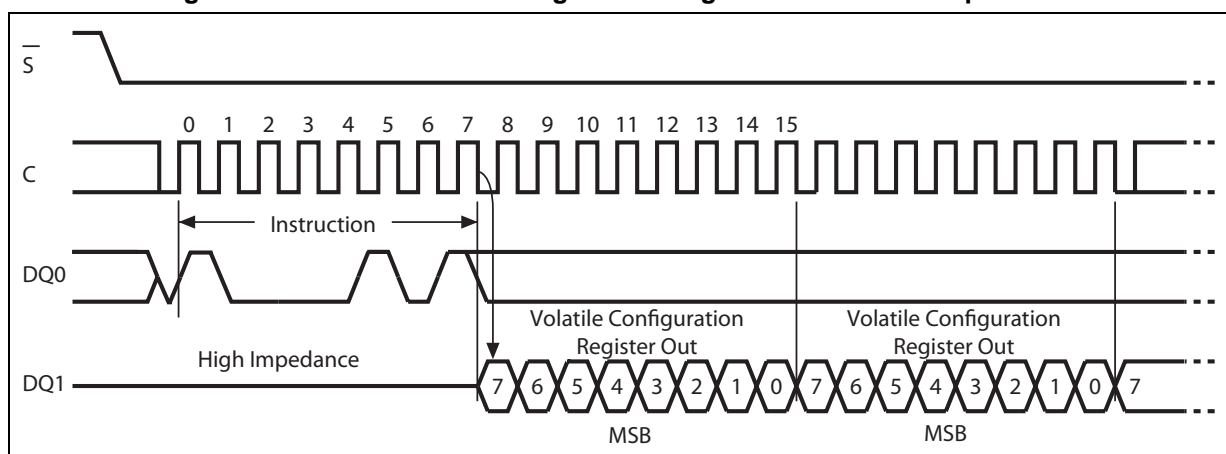 S
0 1 2 3 4 5 6 7 8 9 10 11 12 13 14 15
C
Instruction
DQ0
Volatile Configuration
Register Out
Volatile Configuration
Register Out
High Impedance
DQ1
7 6 5 4 3 2 1 0 7 6 5 4 3 2 1 0 7
MSB
MSB